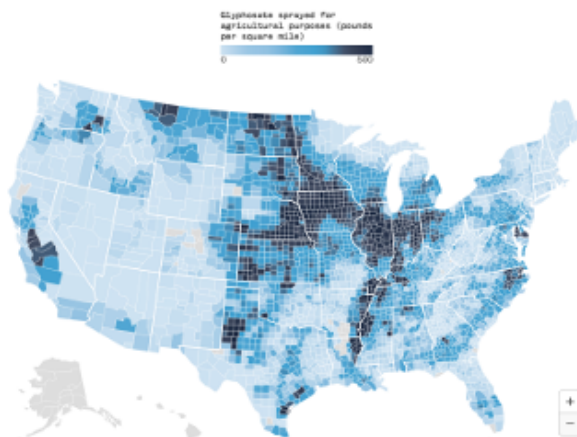 Glyphosate sprayed for
agricultural purposes (pounds
per square mile)
0 500
+
−